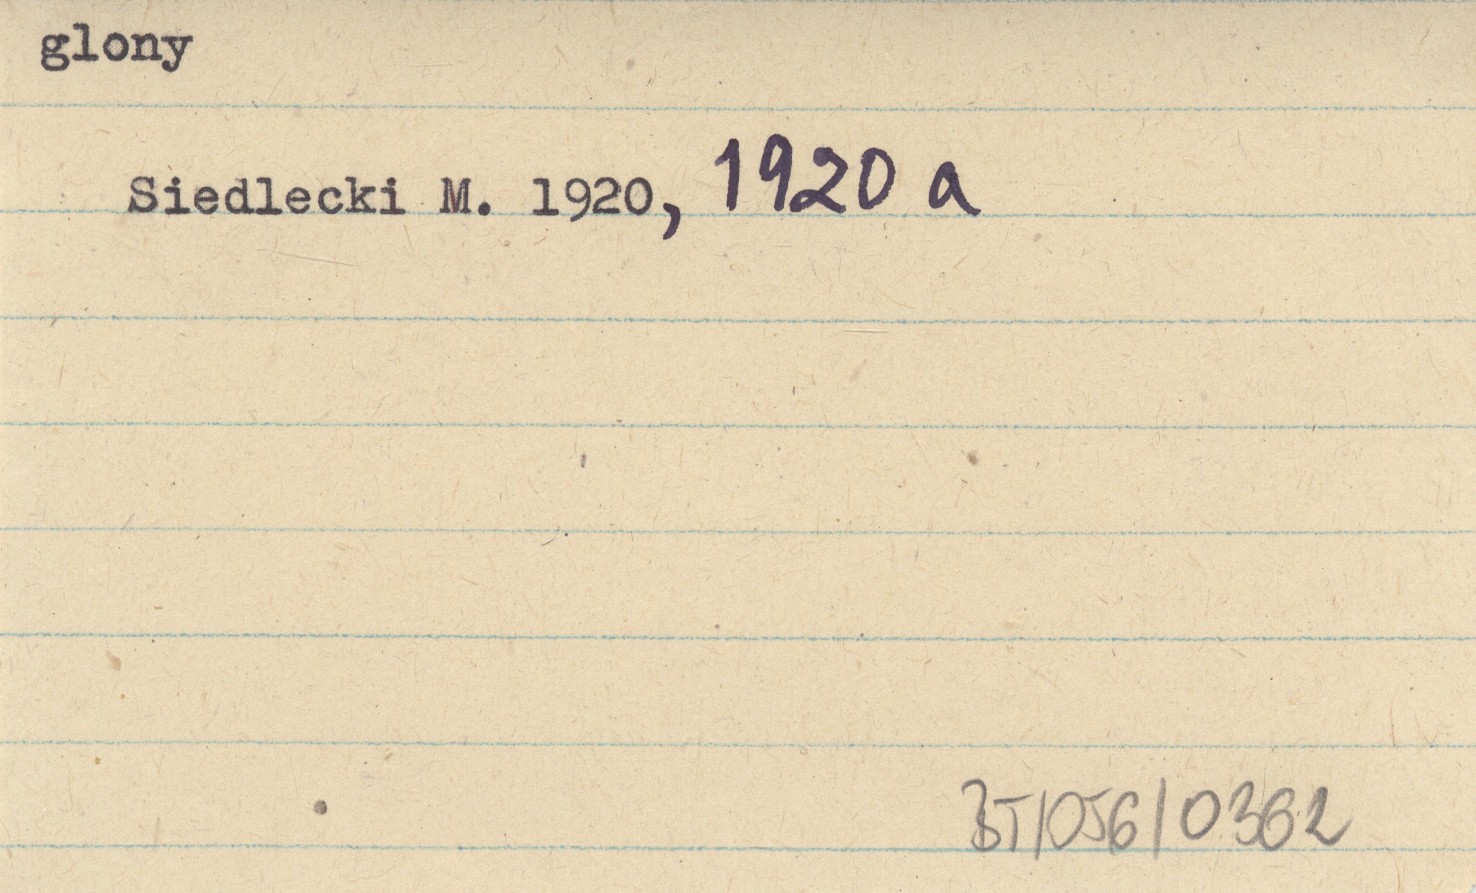 glony
Siedlecki M. 1920, 1920 a
BT/056/0362